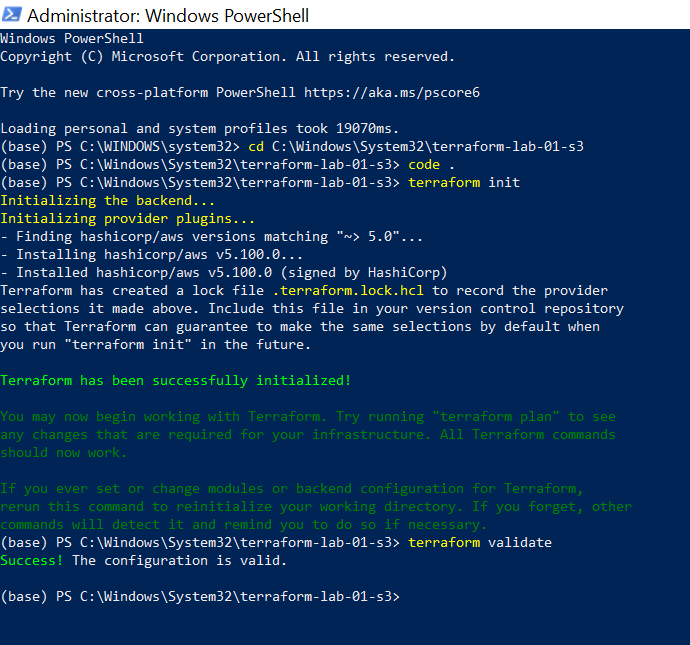 Administrator: Windows PowerShell
Windows PowerShell
Copyright (C) Microsoft Corporation. All rights reserved.
Try the new cross-platform PowerShell https://aka.ms/pscore6
Loading personal and system profiles took 19070ms.
(base) PS C:\WINDOWS\system32> cd C:\Windows\System32\terraform-lab-01-s3
(base) PS C:\Windows\System32\terraform-lab-01-s3> code .
(base) PS C:\Windows\System32\terraform-lab-01-s3> terraform init
Initializing the backend...
Initializing provider plugins...
- Finding hashicorp/aws versions matching "~> 5.0"...
- Installing hashicorp/aws v5.100.0...
- Installed hashicorp/aws v5.100.0 (signed by HashiCorp)
Terraform has created a lock file .terraform.lock.hcl to record the provider
selections it made above. Include this file in your version control repository
so that Terraform can guarantee to make the same selections by default when
you run "terraform init" in the future.
Terraform has been successfully initialized!
You may now begin working with Terraform. Try running "terraform plan" to see
any changes that are required for your infrastructure. All Terraform commands
should now work.
If you ever set or change modules or backend configuration for Terraform,
rerun this command to reinitialize your working directory. If you forget, other
commands will detect it and remind you to do so if necessary.
(base) PS C:\Windows\System32\terraform-lab-01-s3> terraform validate
Success! The configuration is valid.
(base) PS C:\Windows\System32\terraform-lab-01-s3>